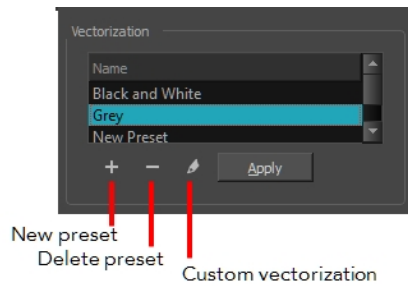 Vectorization
Name
Black and White
Grey
New Preset
Apply
New preset
Delete preset
Custom vectorization